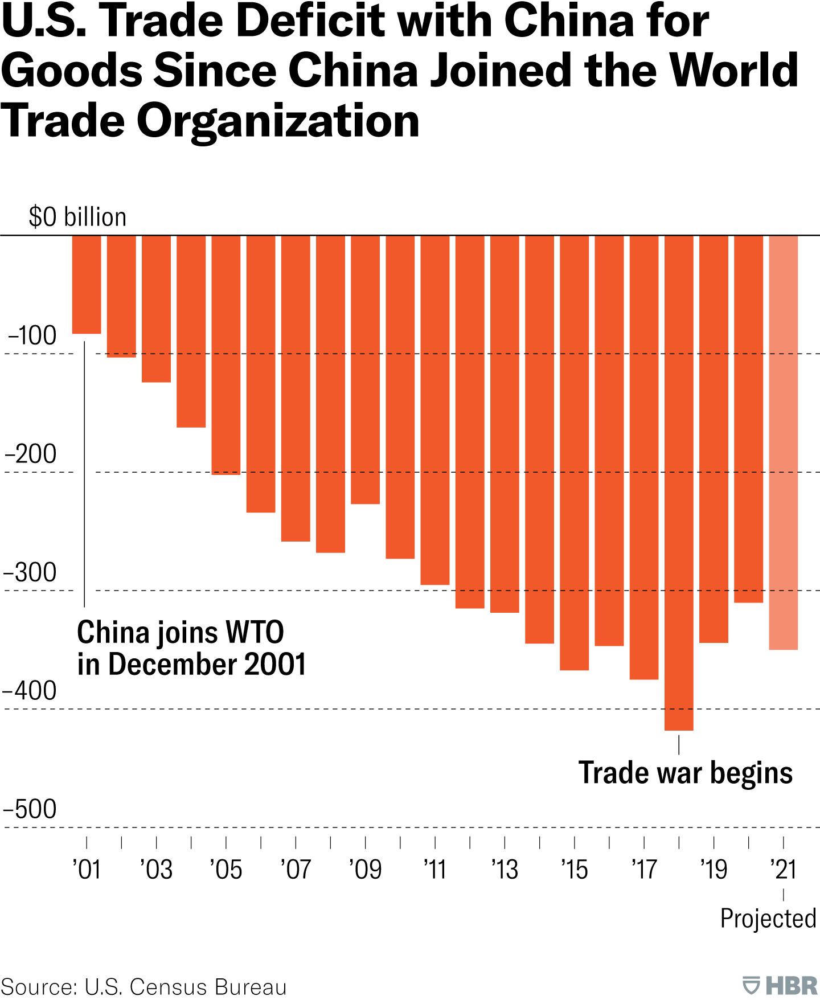 U.S. Trade Deficit with China for
Goods Since China Joined the World
Trade Organization
$0 billion
–100
–200
–300
China joins WTO
in December 2001
–400
Trade war begins
–500
’01 ’03 ’05 ’07 ’09 ’11 ’13 ’15 ’17 ’19 ’21
Projected
Source: U.S. Census Bureau
HBR